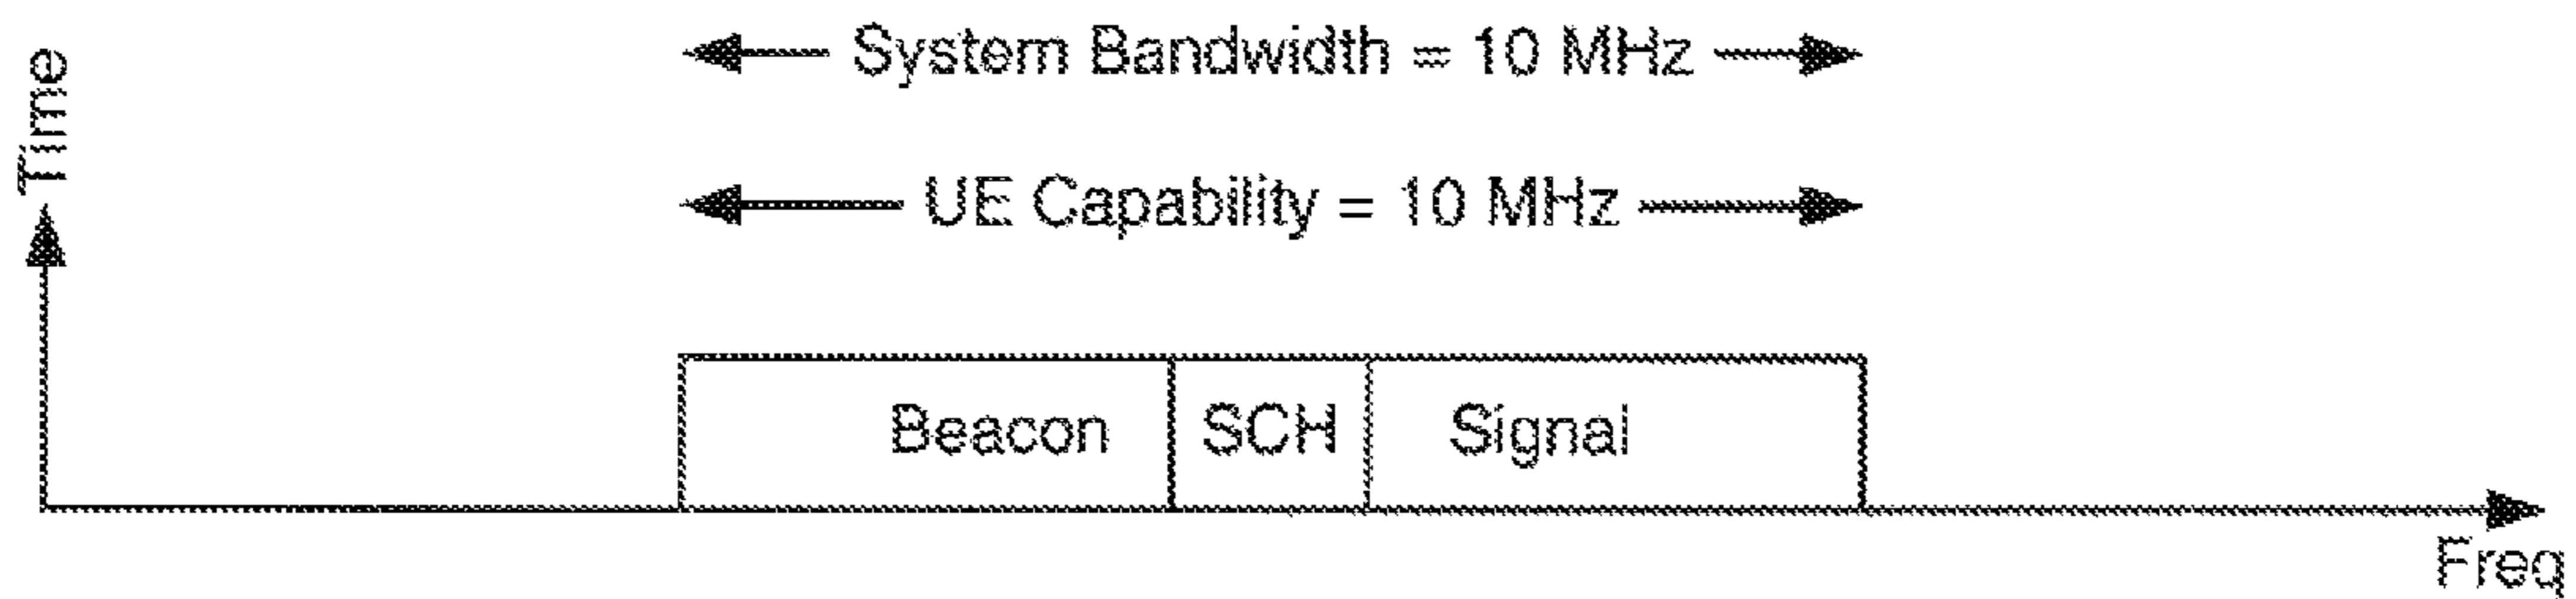 System Bandwidth = 10 MHz
Time
UE Capability = 10 MHz
Beacon SCH Signal
Freq